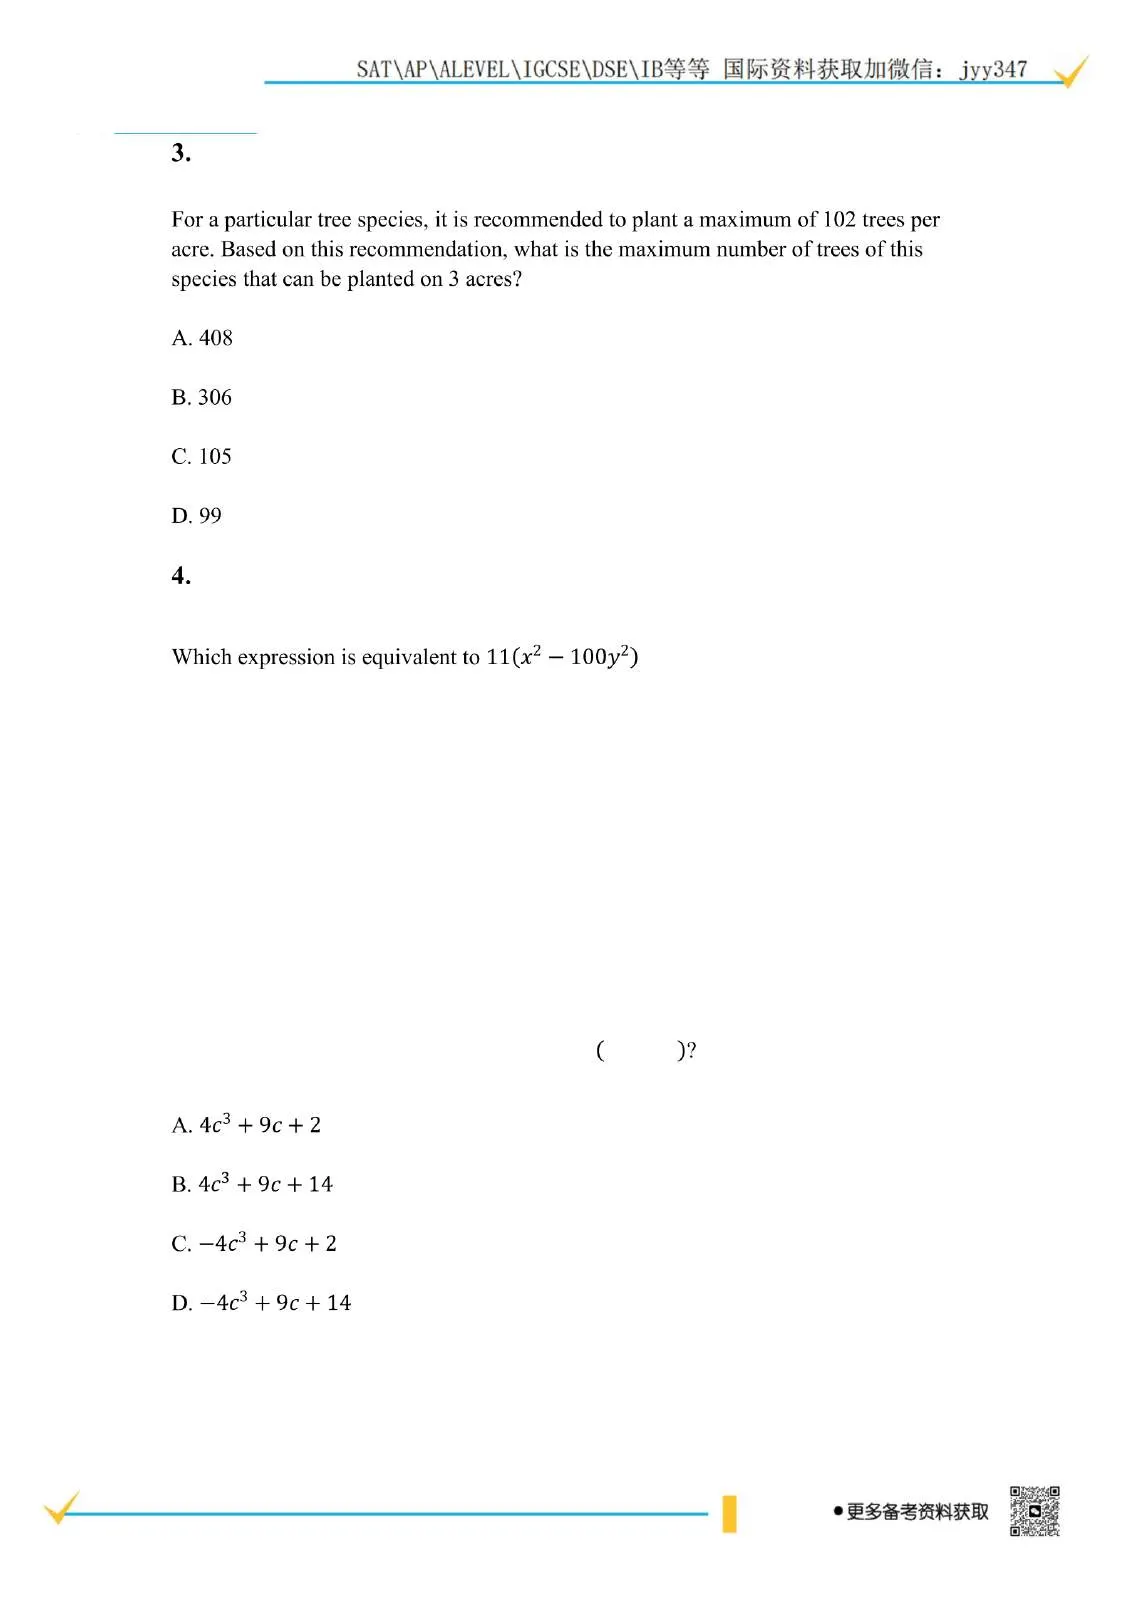 SAT\AP\ALEVEL\IGCSE\DSE\IB等等 国际资料获取加微信：jyy347
3.
For a particular tree species, it is recommended to plant a maximum of 102 trees per
acre. Based on this recommendation, what is the maximum number of trees of this
species that can be planted on 3 acres?
A. 408
B. 306
C. 105
D. 99
4.
Which expression is equivalent to 11(x² − 100y²)
( )?
A. 4c³ + 9c + 2
B. 4c³ + 9c + 14
C. −4c³ + 9c + 2
D. −4c³ + 9c + 14
●更多备考资料获取